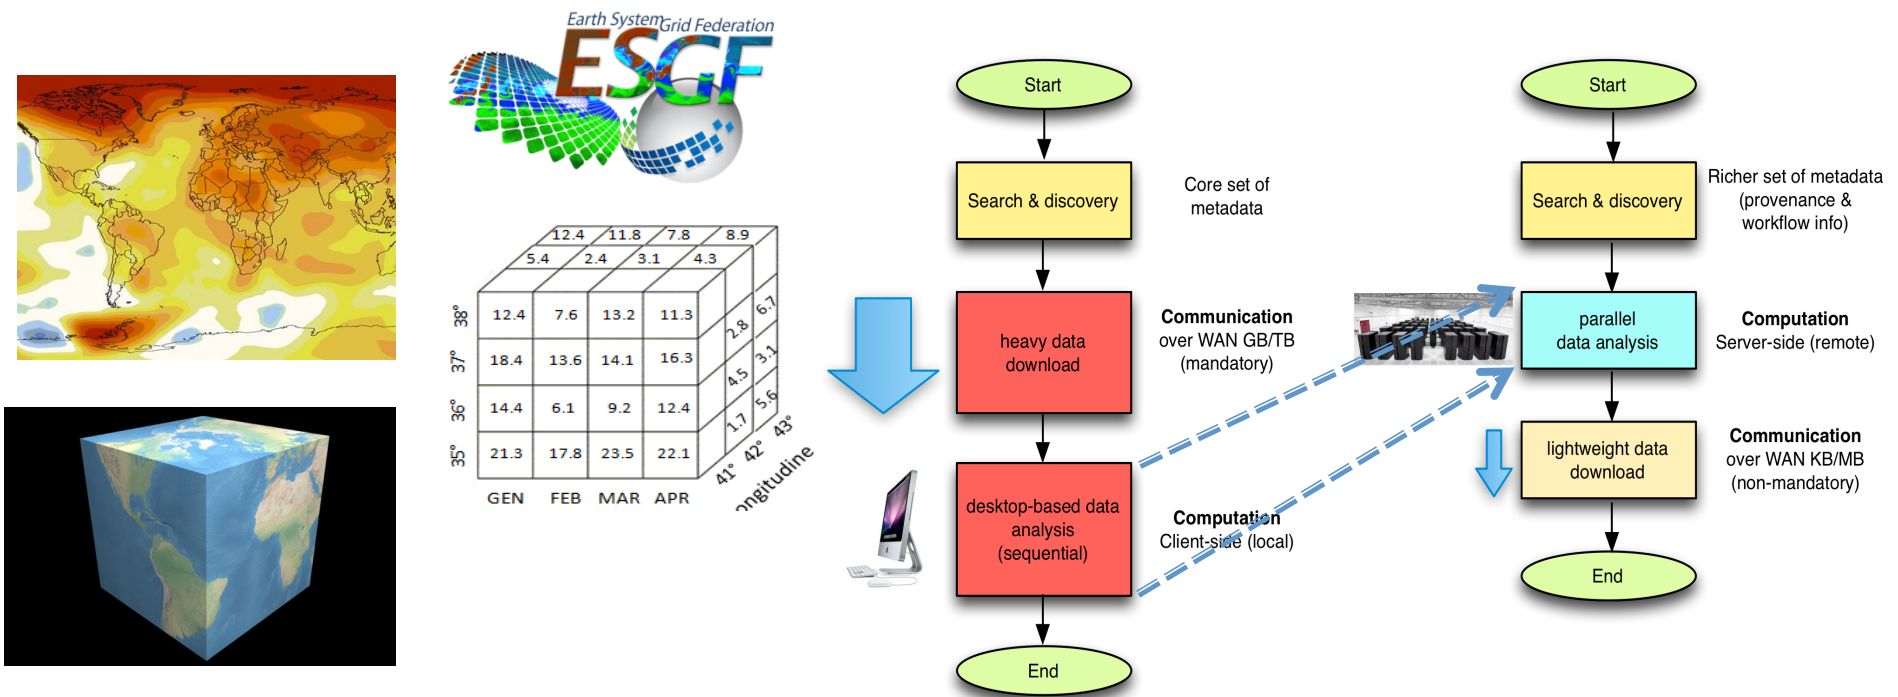 Earth System Grid Federation
ESGF
12.4 11.8 7.8 8.9
5.4 2.4 3.1 4.3
38° 12.4 7.6 13.2 11.3 2.8 6.7
37° 18.4 13.6 14.1 16.3 4.5 3.1
36° 14.4 6.1 9.2 12.4 1.7 5.6
35° 21.3 17.8 23.5 22.1 41° 42° 43°
GEN FEB MAR APR
ongitudine
Start
Search & discovery
Core set of
metadata
heavy data
download
Communication
over WAN GB/TB
(mandatory)
desktop-based data
analysis
(sequential)
Computation
Client-side (local)
End
Start
Search & discovery
Richer set of metadata
(provenance &
workflow info)
parallel
data analysis
Computation
Server-side (remote)
lightweight data
download
Communication
over WAN KB/MB
(non-mandatory)
End